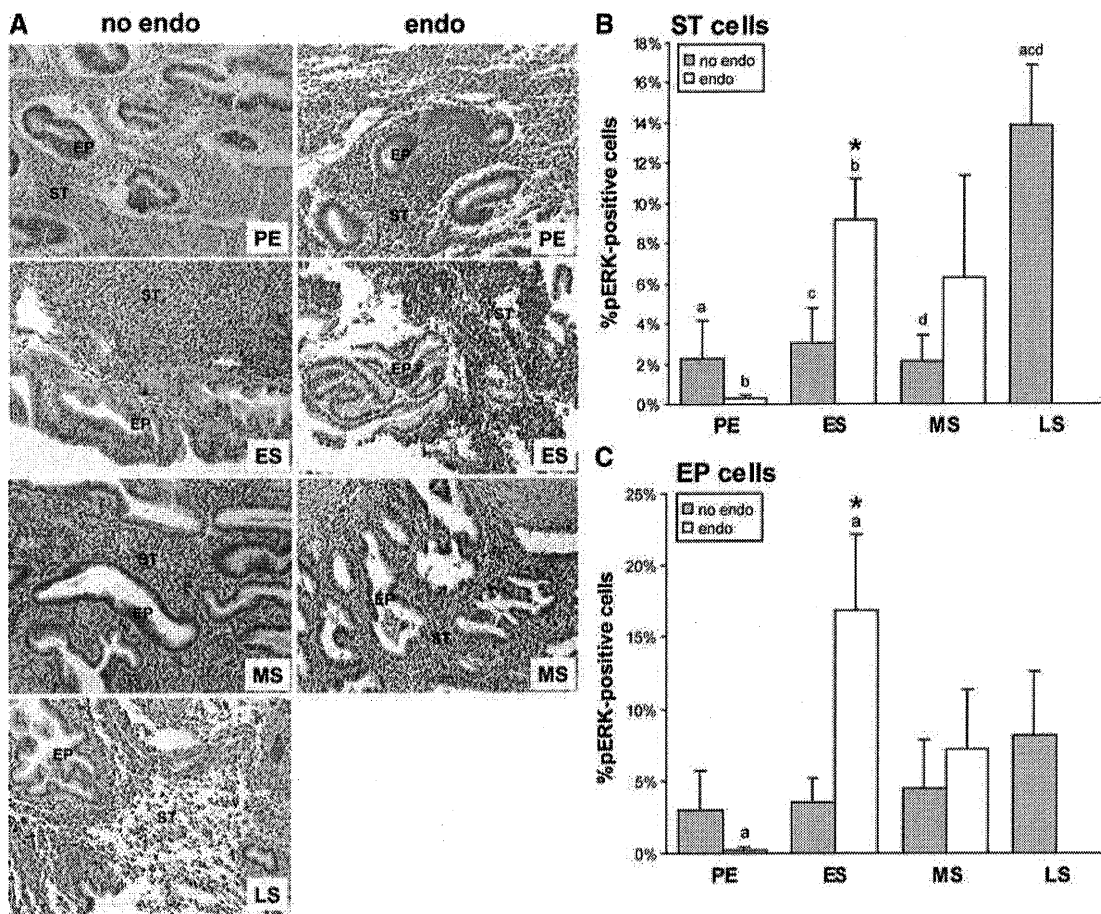 no endo
endo
A
EP
ST
PE
EP
ST
PE
ST
EP
ES
ST
EP
ES
ST
EP
MS
EP
ST
MS
EP
ST
LS
B
ST cells
18%
16%
14%
12%
10%
8%
6%
4%
2%
0%
%pERK-positive cells
no endo
endo
a
b
c
*
b
d
acd
PE
ES
MS
LS
C
EP cells
25%
20%
15%
10%
5%
0%
%pERK-positive cells
no endo
endo
a
*
a
PE
ES
MS
LS